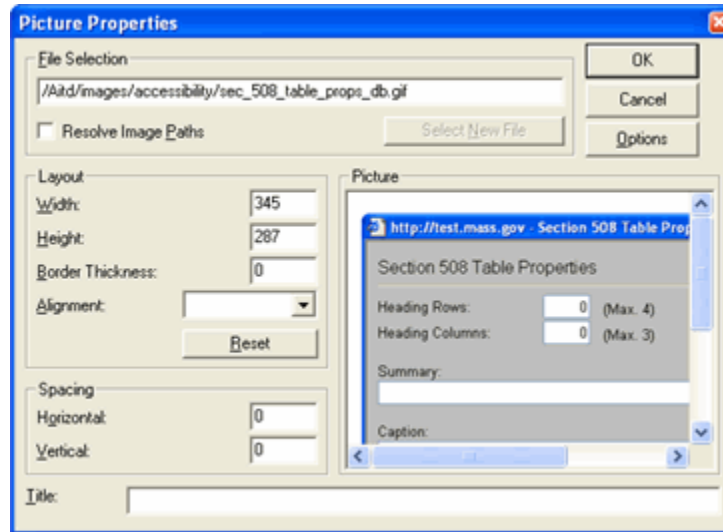 Picture Properties
File Selection
/Aitd/images/accessibility/sec_508_table_props_db.gif
Resolve Image Paths
Select New File
OK
Cancel
Options
Layout
Width: 345
Height: 287
Border Thickness: 0
Alignment:
Reset
Spacing
Horizontal: 0
Vertical: 0
Picture
http://test.mass.gov - Section 508 Table Prop
Section 508 Table Properties
Heading Rows: 0 (Max. 4)
Heading Columns: 0 (Max. 3)
Summary:
Caption:
Title: